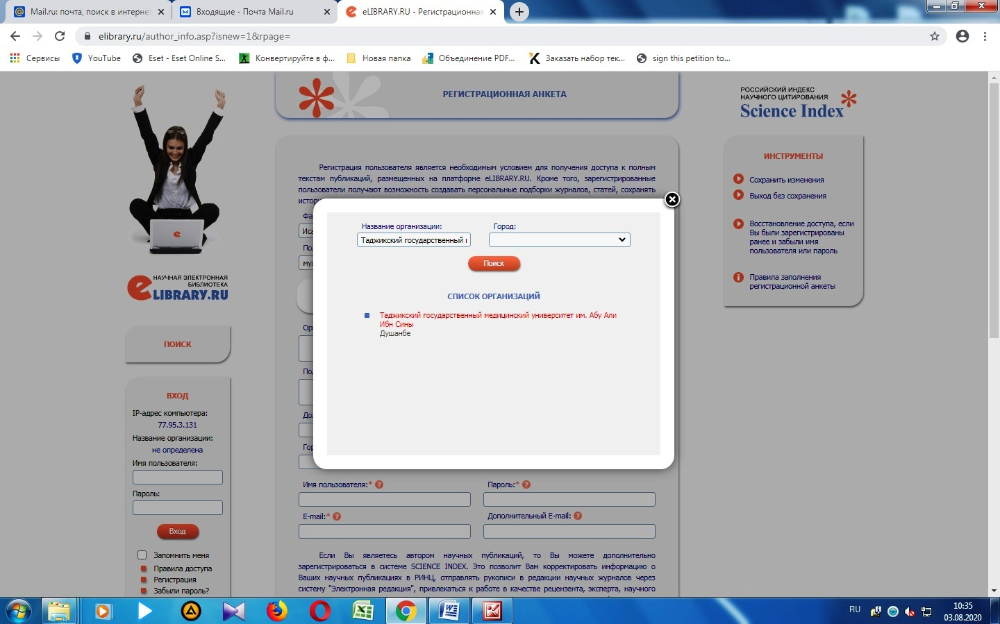 Mail.ru: почта, поиск в интернет
Входящие - Почта Mail.ru
eLIBRARY.RU - Регистрационная
elibrary.ru/author_info.asp?isnew=1&rpage=
Сервисы
YouTube
Eset - Eset Online S...
Конвертируйте в ф...
Новая папка
Объединение PDF...
Заказать набор тек...
sign this petition to...
НАУЧНАЯ ЭЛЕКТРОННАЯ
БИБЛИОТЕКА
eLIBRARY.RU
ПОИСК
ВХОД
IP-адрес компьютера:
77.95.3.131
Название организации:
не определена
Имя пользователя:
Пароль:
Вход
Запомнить меня
Правила доступа
Регистрация
Забыли пароль?
РЕГИСТРАЦИОННАЯ АНКЕТА
Регистрация пользователя является необходимым условием для получения доступа к полным
текстам публикаций, размещенных на платформе eLIBRARY.RU. Кроме того, зарегистрированные
пользователи получают возможность создавать персональные подборки журналов, статей, сохранять
истор
Фа
Иса
По
мух
Название организации:
Город:
Таджикский государственный
Поиск
СПИСОК ОРГАНИЗАЦИЙ
Таджикский государственный медицинский университет им. Абу Али
Ибн Сины
Душанбе
Орг
Под
Дол
Гор
Имя пользователя:*
Пароль:*
E-mail:*
Дополнительный E-mail:
Если Вы являетесь автором научных публикаций, то Вы можете дополнительно
зарегистрироваться в системе SCIENCE INDEX. Это позволит Вам корректировать информацию о
Ваших научных публикациях в РИНЦ, отправлять рукописи в редакции научных журналов через
систему "Электронная редакция", привлекаться к работе в качестве рецензента, эксперта, научного
РОССИЙСКИЙ ИНДЕКС
НАУЧНОГО ЦИТИРОВАНИЯ
Science Index
ИНСТРУМЕНТЫ
Сохранить изменения
Выход без сохранения
Восстановление доступа, если
Вы были зарегистрированы
ранее и забыли имя
пользователя или пароль
Правила заполнения
регистрационной анкеты
RU
10:35
03.08.2020